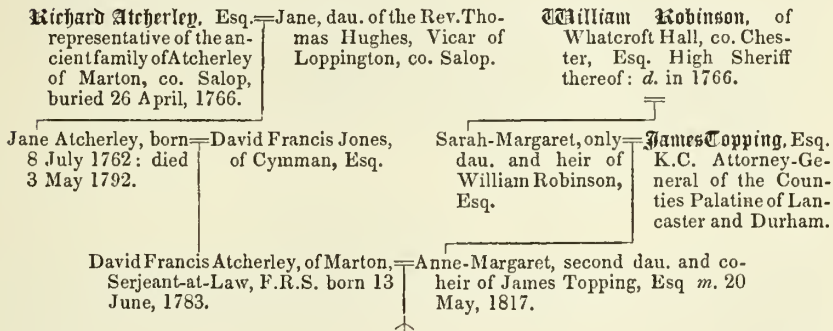 Richard Atcherley, Esq.
representative of the an-
cient family of Atcherley
of Marton, co. Salop,
buried 26 April, 1766.
Jane, dau. of the Rev. Tho-
mas Hughes, Vicar of
Loppington, co. Salop.
William Robinson, of
Whatcroft Hall, co. Ches-
ter, Esq. High Sheriff
thereof: d. in 1766.
Jane Atcherley, born
8 July 1762: died
3 May 1792.
David Francis Jones,
of Cymman, Esq.
Sarah-Margaret, only
dau. and heir of
William Robinson,
Esq.
James Topping, Esq.
K.C. Attorney-Ge-
neral of the Coun-
ties Palatine of Lan-
caster and Durham.
David Francis Atcherley, of Marton,
Serjeant-at-Law, F.R.S. born 13
June, 1783.
Anne-Margaret, second dau. and co-
heir of James Topping, Esq m. 20
May, 1817.